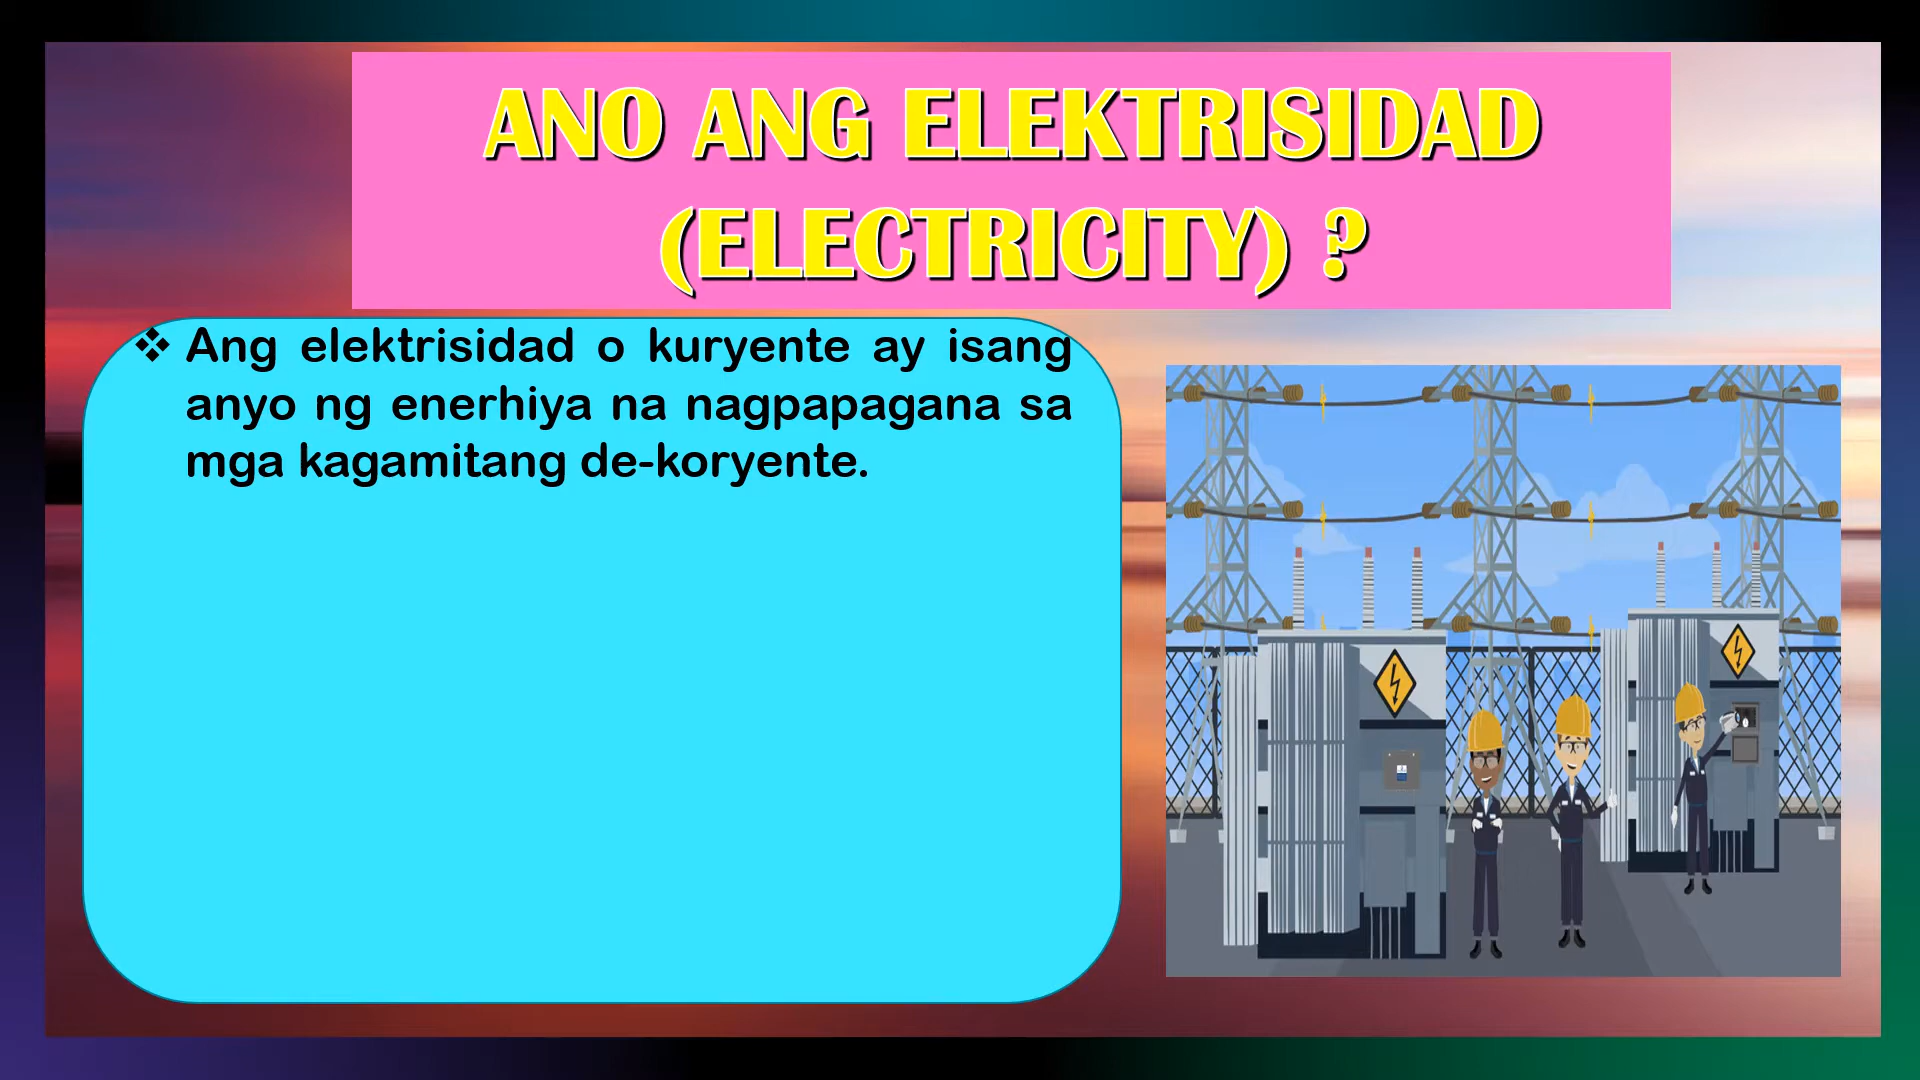 ANO ANG ELEKTRISIDAD
(ELECTRICITY) ?
❖ Ang elektrisidad o kuryente ay isang
anyo ng enerhiya na nagpapagana sa
mga kagamitang de-koryente.